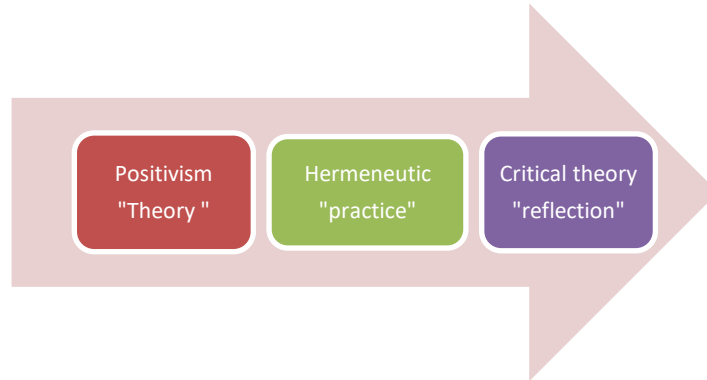 Positivism
"Theory "
Hermeneutic
"practice"
Critical theory
"reflection"